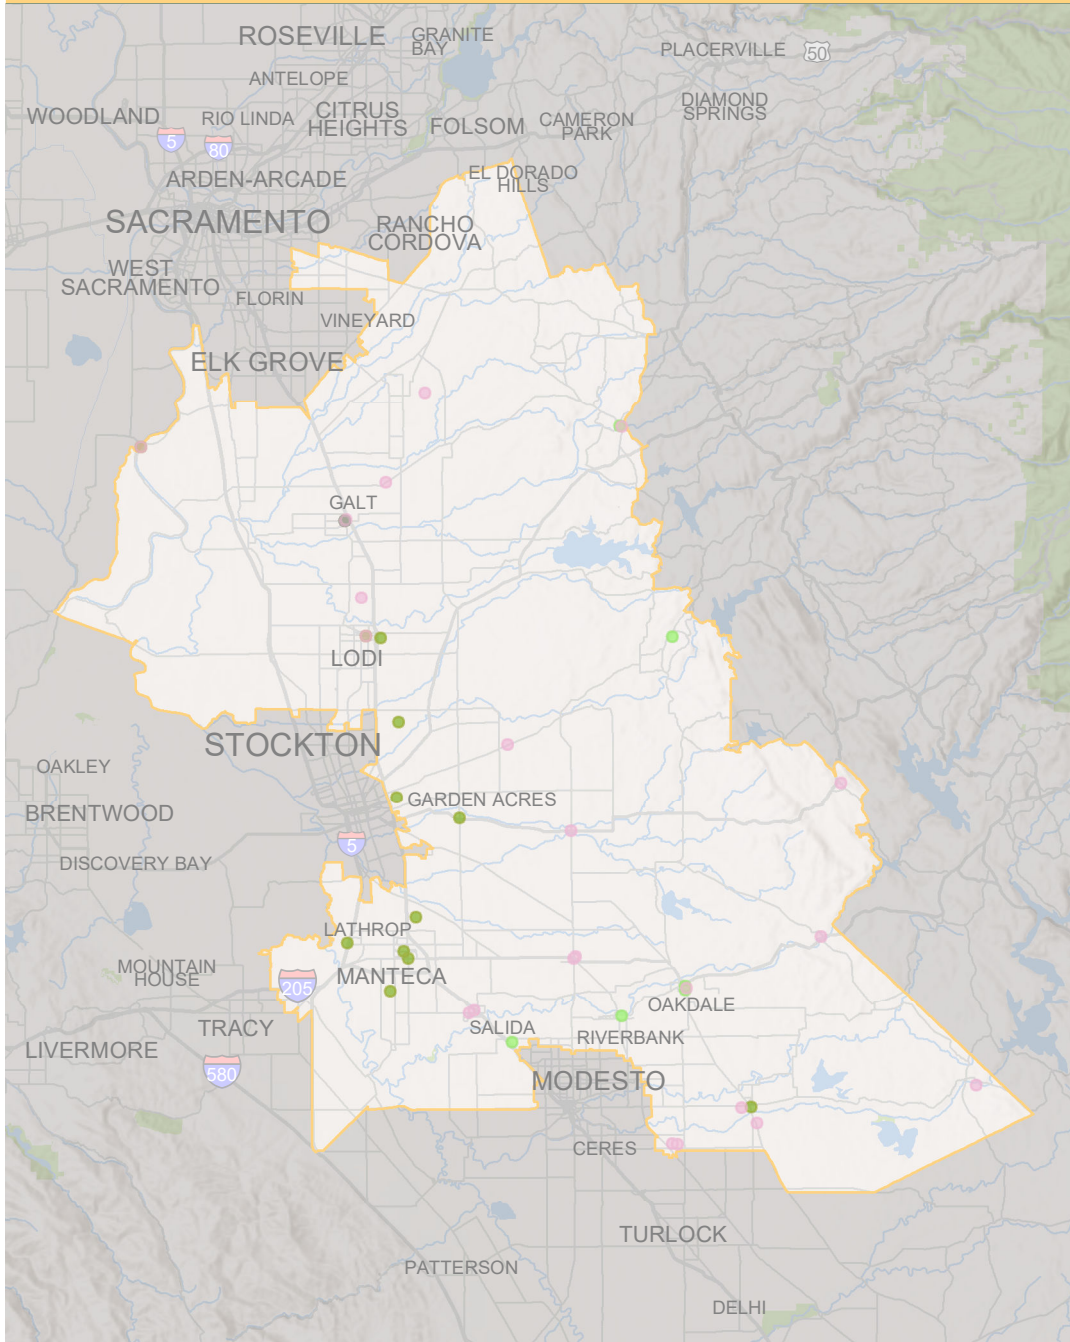 ROSEVILLE
GRANITE
BAY
PLACERVILLE
50
ANTELOPE
WOODLAND
RIO LINDA
CITRUS
HEIGHTS
FOLSOM
CAMERON
PARK
DIAMOND
SPRINGS
5
80
ARDEN-ARCADE
EL DORADO
HILLS
SACRAMENTO
RANCHO
CORDOVA
WEST
SACRAMENTO
FLORIN
VINEYARD
ELK GROVE
GALT
LODI
STOCKTON
OAKLEY
BRENTWOOD
GARDEN ACRES
5
DISCOVERY BAY
LATHROP
MOUNTAIN
HOUSE
MANTECA
205
OAKDALE
TRACY
SALIDA
RIVERBANK
LIVERMORE
580
MODESTO
CERES
TURLOCK
PATTERSON
DELHI